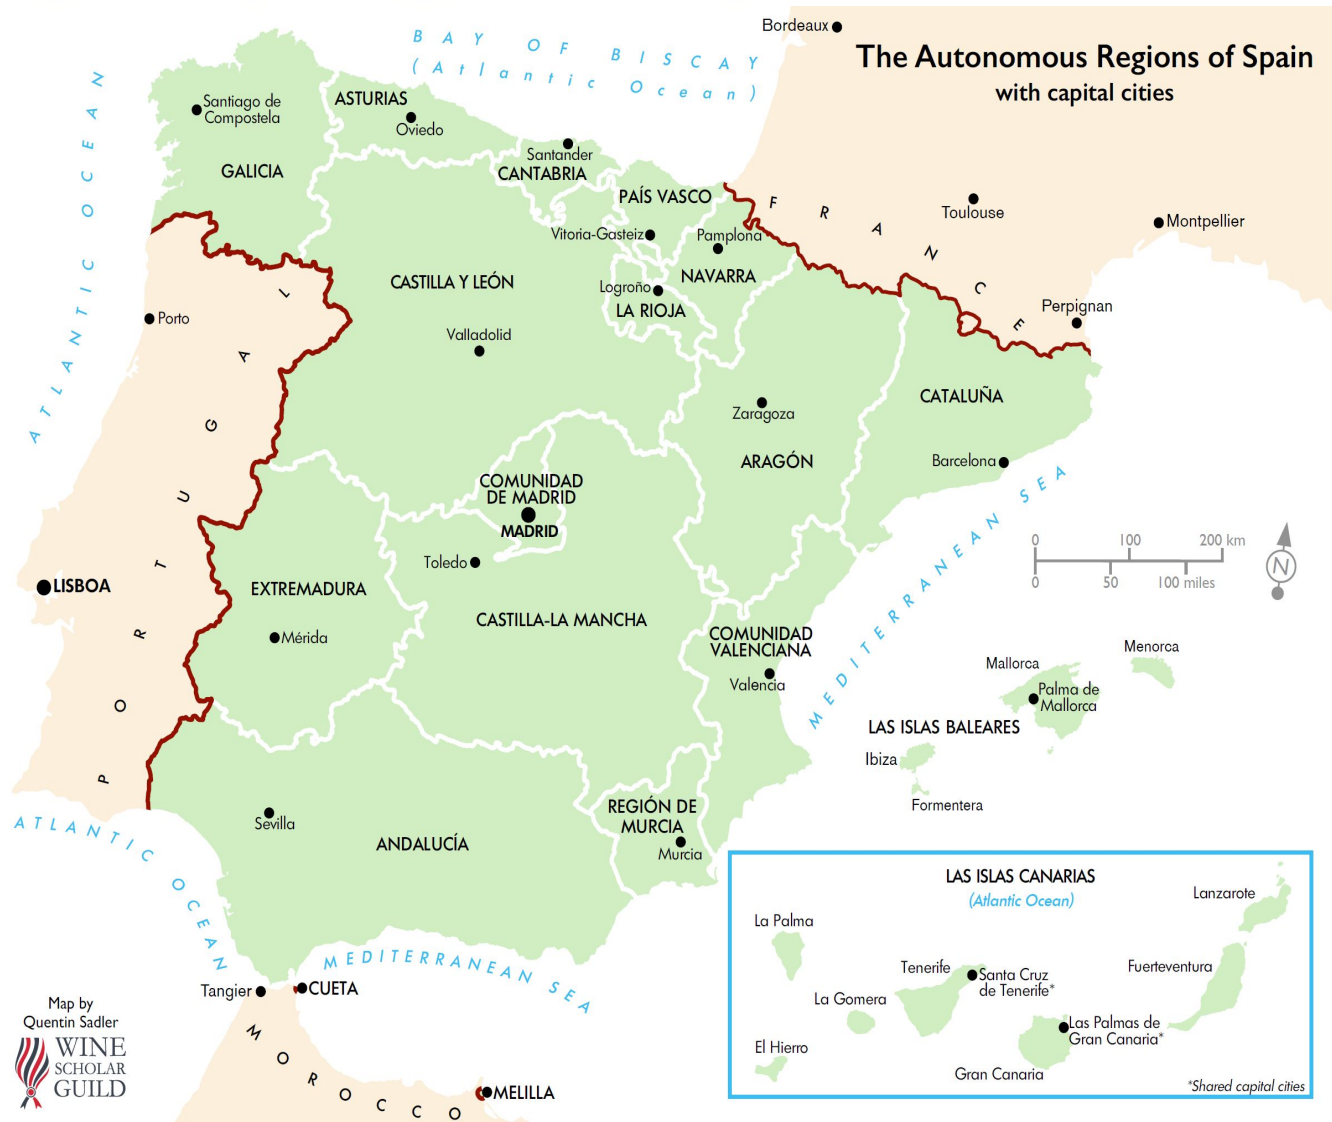 The Autonomous Regions of Spain
with capital cities
BAY OF BISCAY
(Atlantic Ocean)
Bordeaux
ATLANTIC OCEAN
Santiago de
Compostela
GALICIA
ASTURIAS
Oviedo
Santander
CANTABRIA
PAÍS VASCO
Vitoria-Gasteiz
Pamplona
NAVARRA
Logroño
LA RIOJA
FRANCE
Toulouse
Montpellier
Perpignan
CASTILLA Y LEÓN
Valladolid
Porto
PORTUGAL
LISBOA
Zaragoza
ARAGÓN
CATALUÑA
Barcelona
COMUNIDAD
DE MADRID
MADRID
Toledo
CASTILLA-LA MANCHA
EXTREMADURA
Mérida
COMUNIDAD
VALENCIANA
Valencia
MEDITERRANEAN SEA
0 100 200 km
0 50 100 miles
N
Menorca
Mallorca
Palma de
Mallorca
LAS ISLAS BALEARES
Ibiza
Formentera
REGIÓN DE
MURCIA
Murcia
Sevilla
ANDALUCÍA
ATLANTIC OCEAN
MEDITERRANEAN SEA
Tangier
CUETA
MOROCCO
MELILLA
LAS ISLAS CANARIAS
(Atlantic Ocean)
Lanzarote
La Palma
Fuerteventura
Tenerife
Santa Cruz
de Tenerife*
La Gomera
Las Palmas de
Gran Canaria*
El Hierro
Gran Canaria
*Shared capital cities
Map by
Quentin Sadler
WINE
SCHOLAR
GUILD